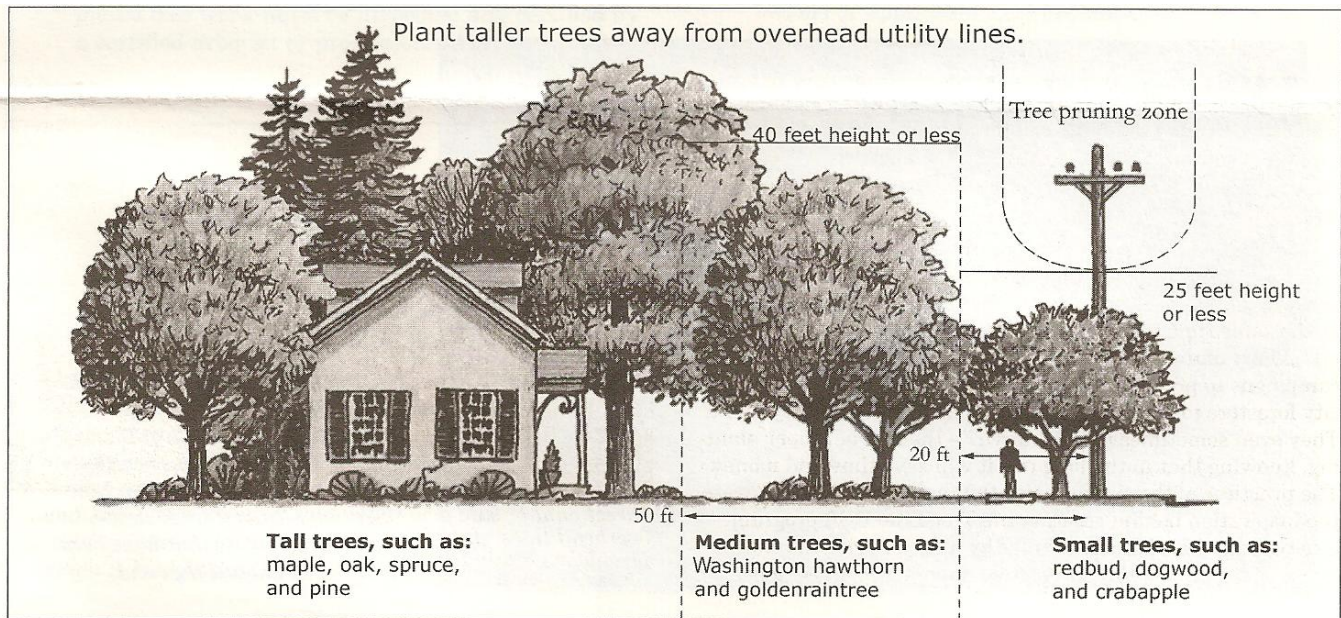 Plant taller trees away from overhead utility lines.
40 feet height or less
Tree pruning zone
25 feet height
or less
20 ft
50 ft
Tall trees, such as:
maple, oak, spruce,
and pine
Medium trees, such as:
Washington hawthorn
and goldenraintree
Small trees, such as:
redbud, dogwood,
and crabapple